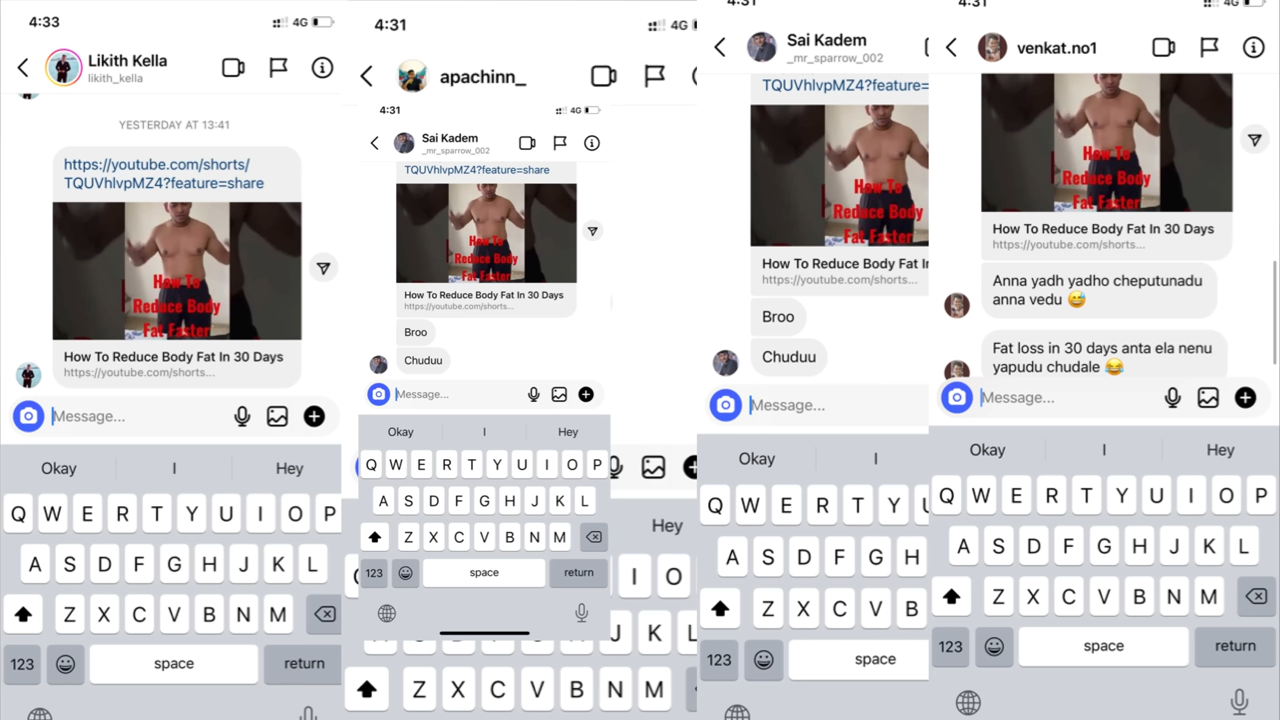 4:33
4G
Likith Kella
likith_kella
YESTERDAY AT 13:41
https://youtube.com/shorts/
TQUVhlvpMZ4?feature=share
How To
Reduce Body
Fat Faster
How To Reduce Body Fat In 30 Days
https://youtube.com/shorts...
Message...
Okay I Hey
Q W E R T Y U I O P
A S D F G H J K L
Z X C V B N M
123 space return
4:31
4G
apachinn_
4:31
4G
Sai Kadem
_mr_sparrow_002
TQUVhlvpMZ4?feature=share
How To
Reduce Body
Fat Faster
How To Reduce Body Fat In 30 Days
https://youtube.com/shorts...
Broo
Chuduu
Message...
Okay I Hey
Q W E R T Y U I O P
A S D F G H J K L
Z X C V B N M
123 space return
Hey
I O
J K L
Z X C V B N M
4:31
Sai Kadem
_mr_sparrow_002
TQUVhlvpMZ4?feature=
How To
Reduce Body
Fat Faster
How To Reduce Body Fat I
https://youtube.com/shorts...
Broo
Chuduu
Message...
Okay I
Q W E R T Y U
A S D F G H
Z X C V B
123 space
4:31
4G
venkat.no1
How To
Reduce Body
Fat Faster
How To Reduce Body Fat In 30 Days
https://youtube.com/shorts...
Anna yadh yadho cheputunadu
anna vedu 😅
Fat loss in 30 days anta ela nenu
yapudu chudale 😂
Message...
Okay I Hey
Q W E R T Y U I O P
A S D F G H J K L
Z X C V B N M
123 space return